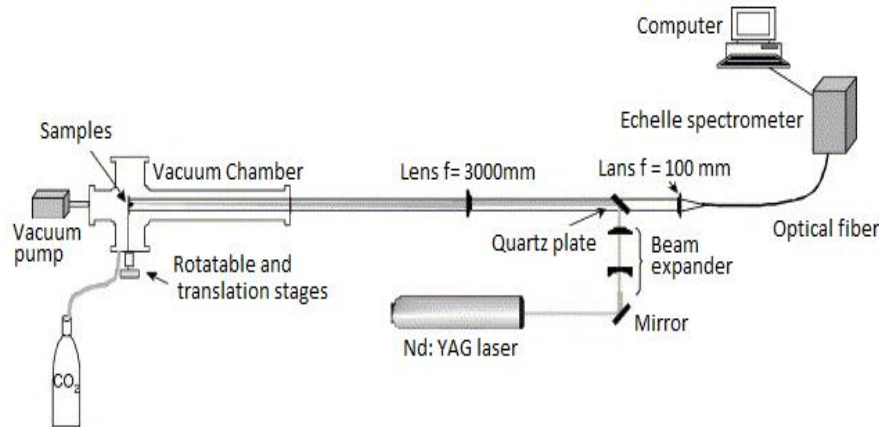 Computer
Echelle spectrometer
Samples
Vacuum Chamber
Lens f= 3000mm
Lans f = 100 mm
Vacuum
pump
Quartz plate
Optical fiber
Beam
expander
Rotatable and
translation stages
Mirror
Nd: YAG laser
CO2